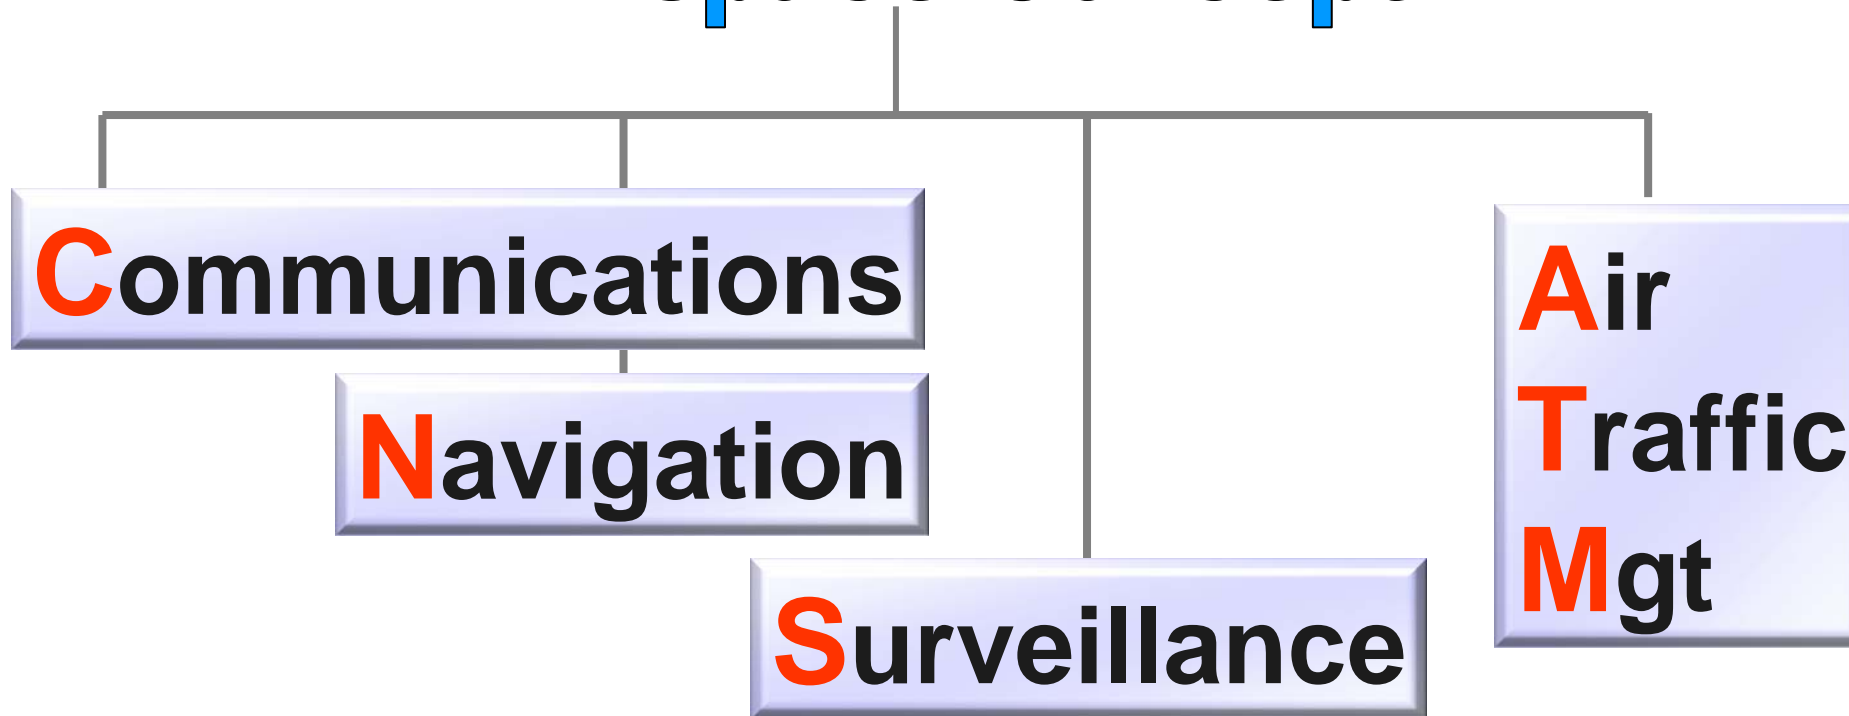 Communications
Navigation
Surveillance
Air
Traffic
Mgt